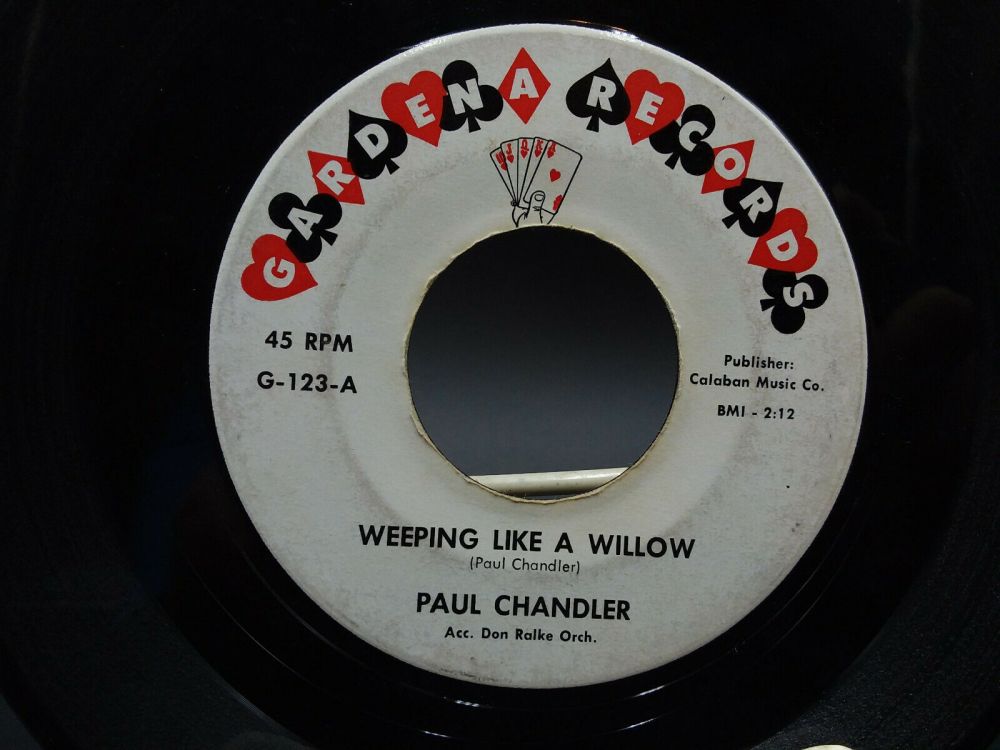 GARDENA RECORDS
45 RPM
G-123-A
Publisher:
Calaban Music Co.
BMI - 2:12
WEEPING LIKE A WILLOW
(Paul Chandler)
PAUL CHANDLER
Acc. Don Ralke Orch.